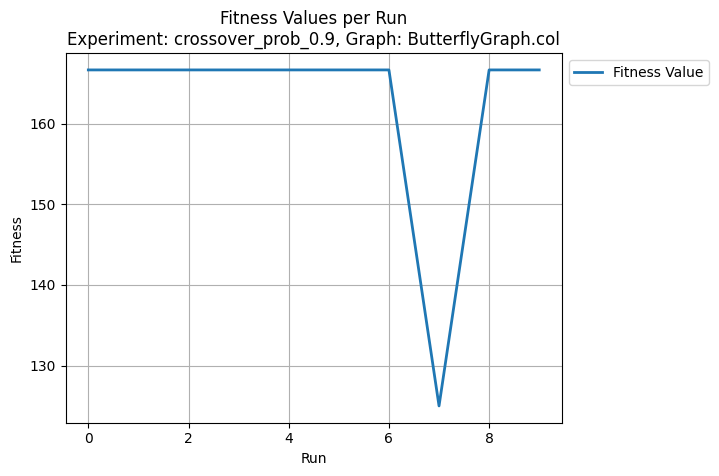 Fitness Values per Run
Experiment: crossover_prob_0.9, Graph: ButterflyGraph.col
Fitness Value
160
150
140
130
Fitness
0 2 4 6 8
Run